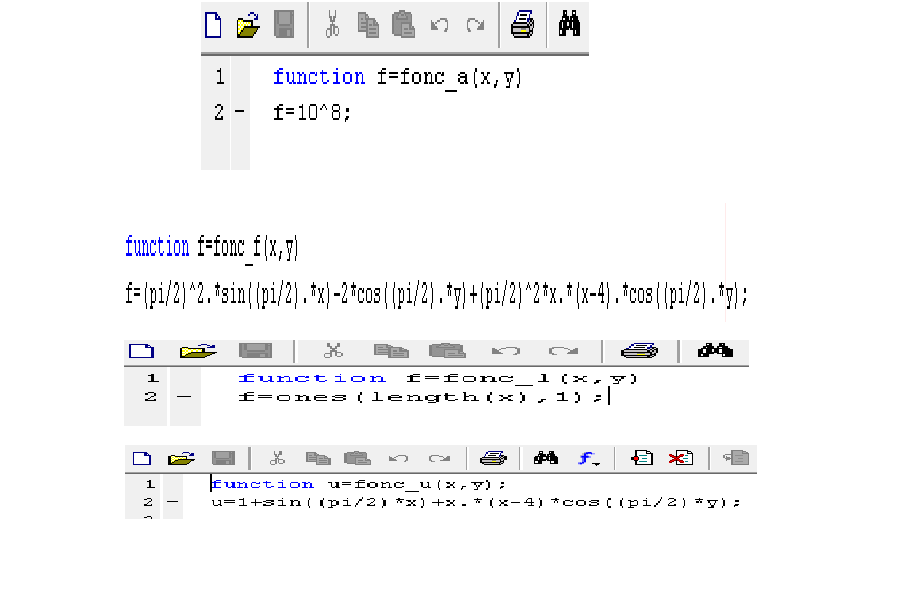 1 function f=fonc_a(x,y)
2 - f=10^8;
function f=fonc_f(x,y)
f=(pi/2)^2.*sin((pi/2).*x)-2*cos((pi/2).*y)+(pi/2)^2*x.*(x-4).*cos((pi/2).*y);
1 function f=fonc_l(x,y)
2 - f=ones(length(x),1);
1 function u=fonc_u(x,y);
2 - u=1+sin((pi/2)*x)+x.*(x-4)*cos((pi/2)*y);